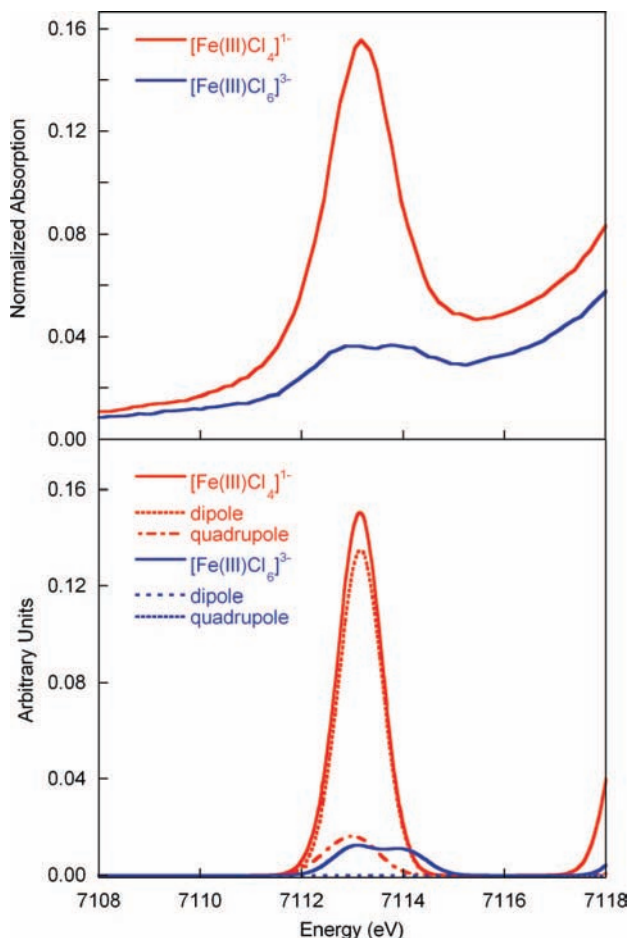 0.16
[Fe(III)Cl4]1-
[Fe(III)Cl6]3-
0.12
Normalized Absorption
0.08
0.04
0.00
0.16
[Fe(III)Cl4]1-
dipole
quadrupole
[Fe(III)Cl6]3-
0.12
dipole
quadrupole
Arbitrary Units
0.08
0.04
0.00
7108 7110 7112 7114 7116 7118
Energy (eV)